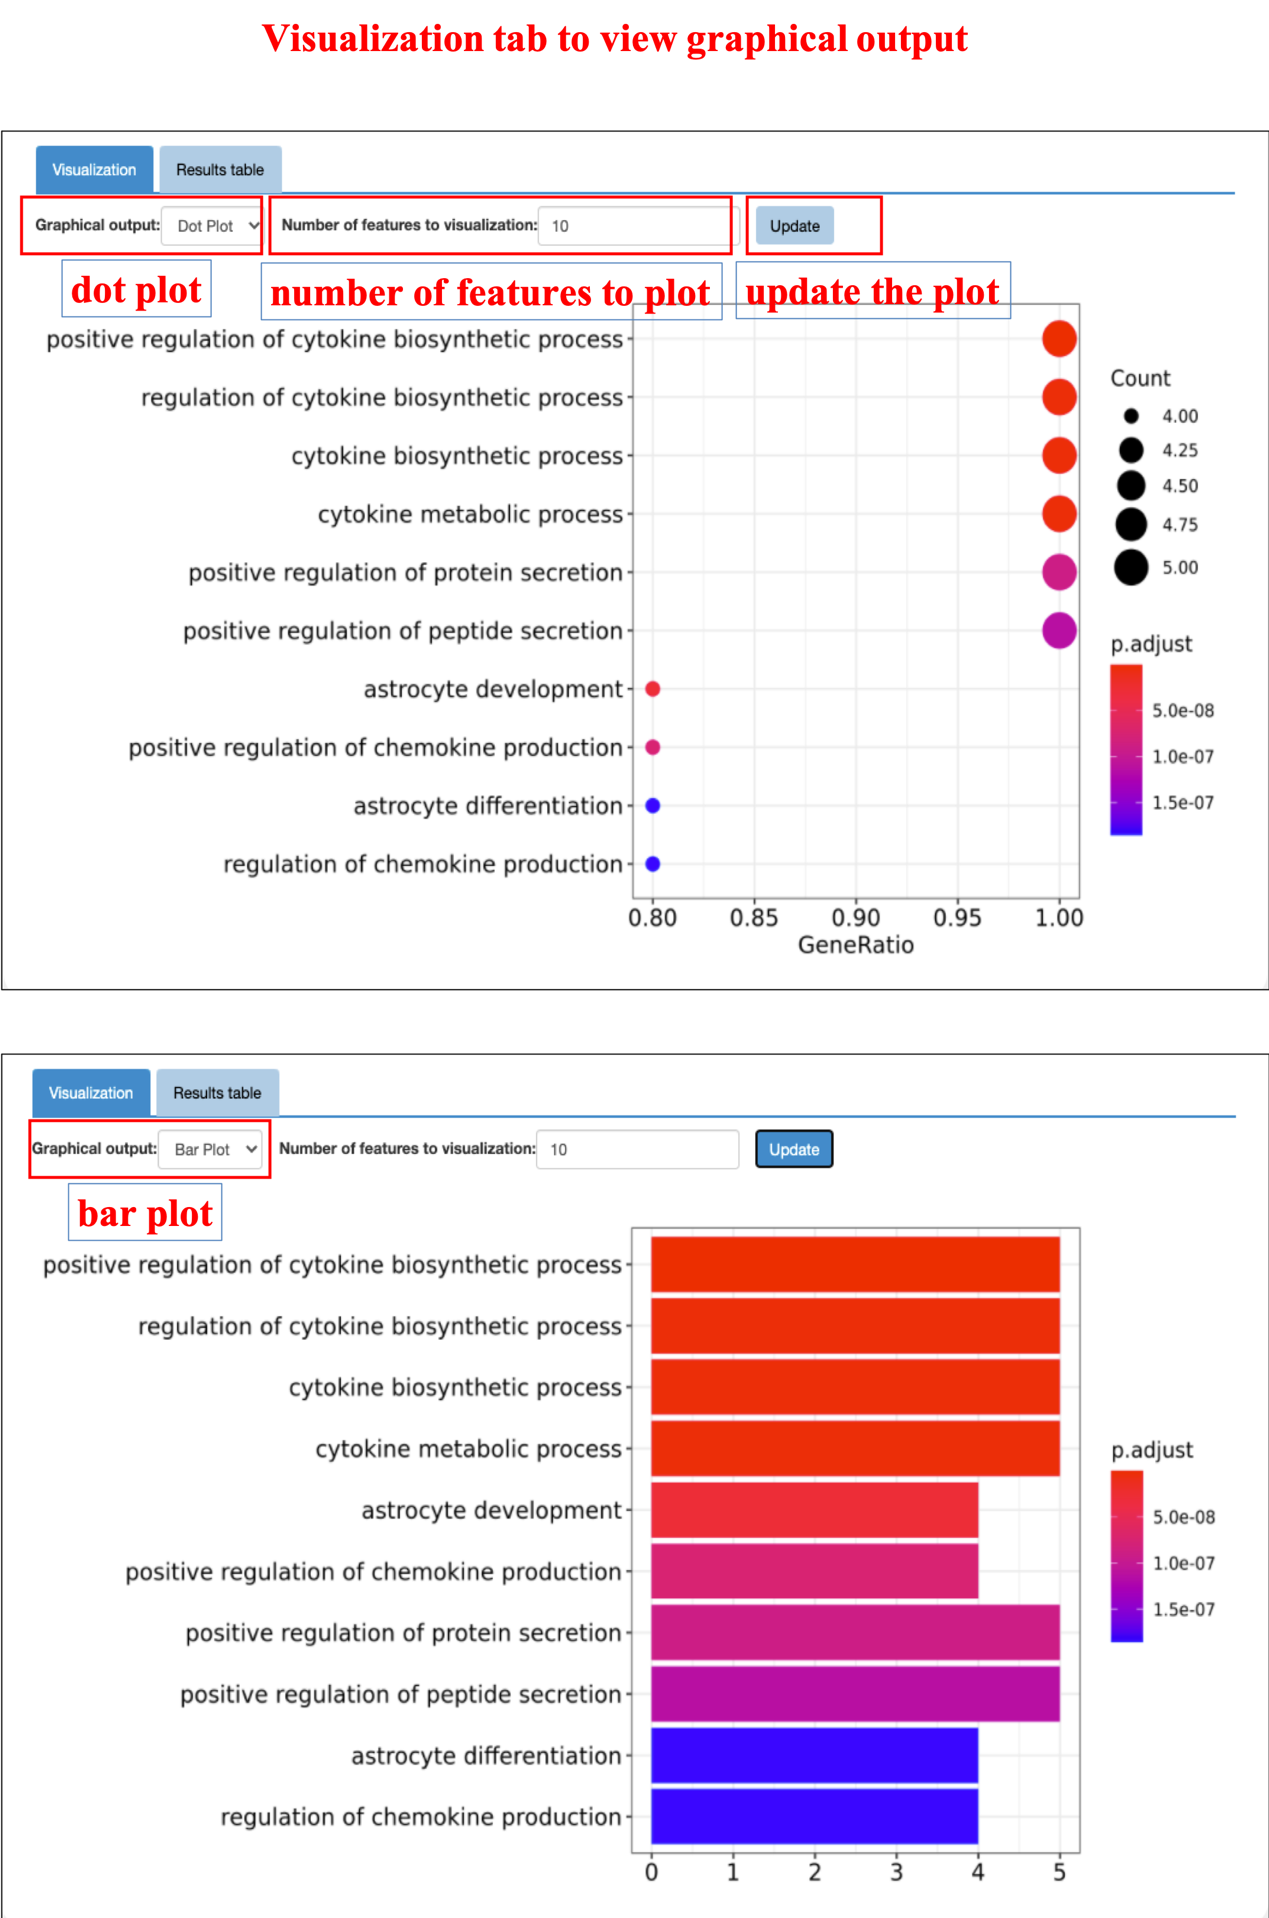 Visualization tab to view graphical output
Visualization Results table
Graphical output: Dot Plot Number of features to visualization: 10 Update
dot plot number of features to plot update the plot
positive regulation of cytokine biosynthetic process
regulation of cytokine biosynthetic process
cytokine biosynthetic process
cytokine metabolic process
positive regulation of protein secretion
positive regulation of peptide secretion
astrocyte development
positive regulation of chemokine production
astrocyte differentiation
regulation of chemokine production
0.80 0.85 0.90 0.95 1.00
GeneRatio
Count
4.00
4.25
4.50
4.75
5.00
p.adjust
5.0e-08
1.0e-07
1.5e-07
Visualization Results table
Graphical output: Bar Plot Number of features to visualization: 10 Update
bar plot
positive regulation of cytokine biosynthetic process
regulation of cytokine biosynthetic process
cytokine biosynthetic process
cytokine metabolic process
astrocyte development
positive regulation of chemokine production
positive regulation of protein secretion
positive regulation of peptide secretion
astrocyte differentiation
regulation of chemokine production
0 1 2 3 4 5
p.adjust
5.0e-08
1.0e-07
1.5e-07